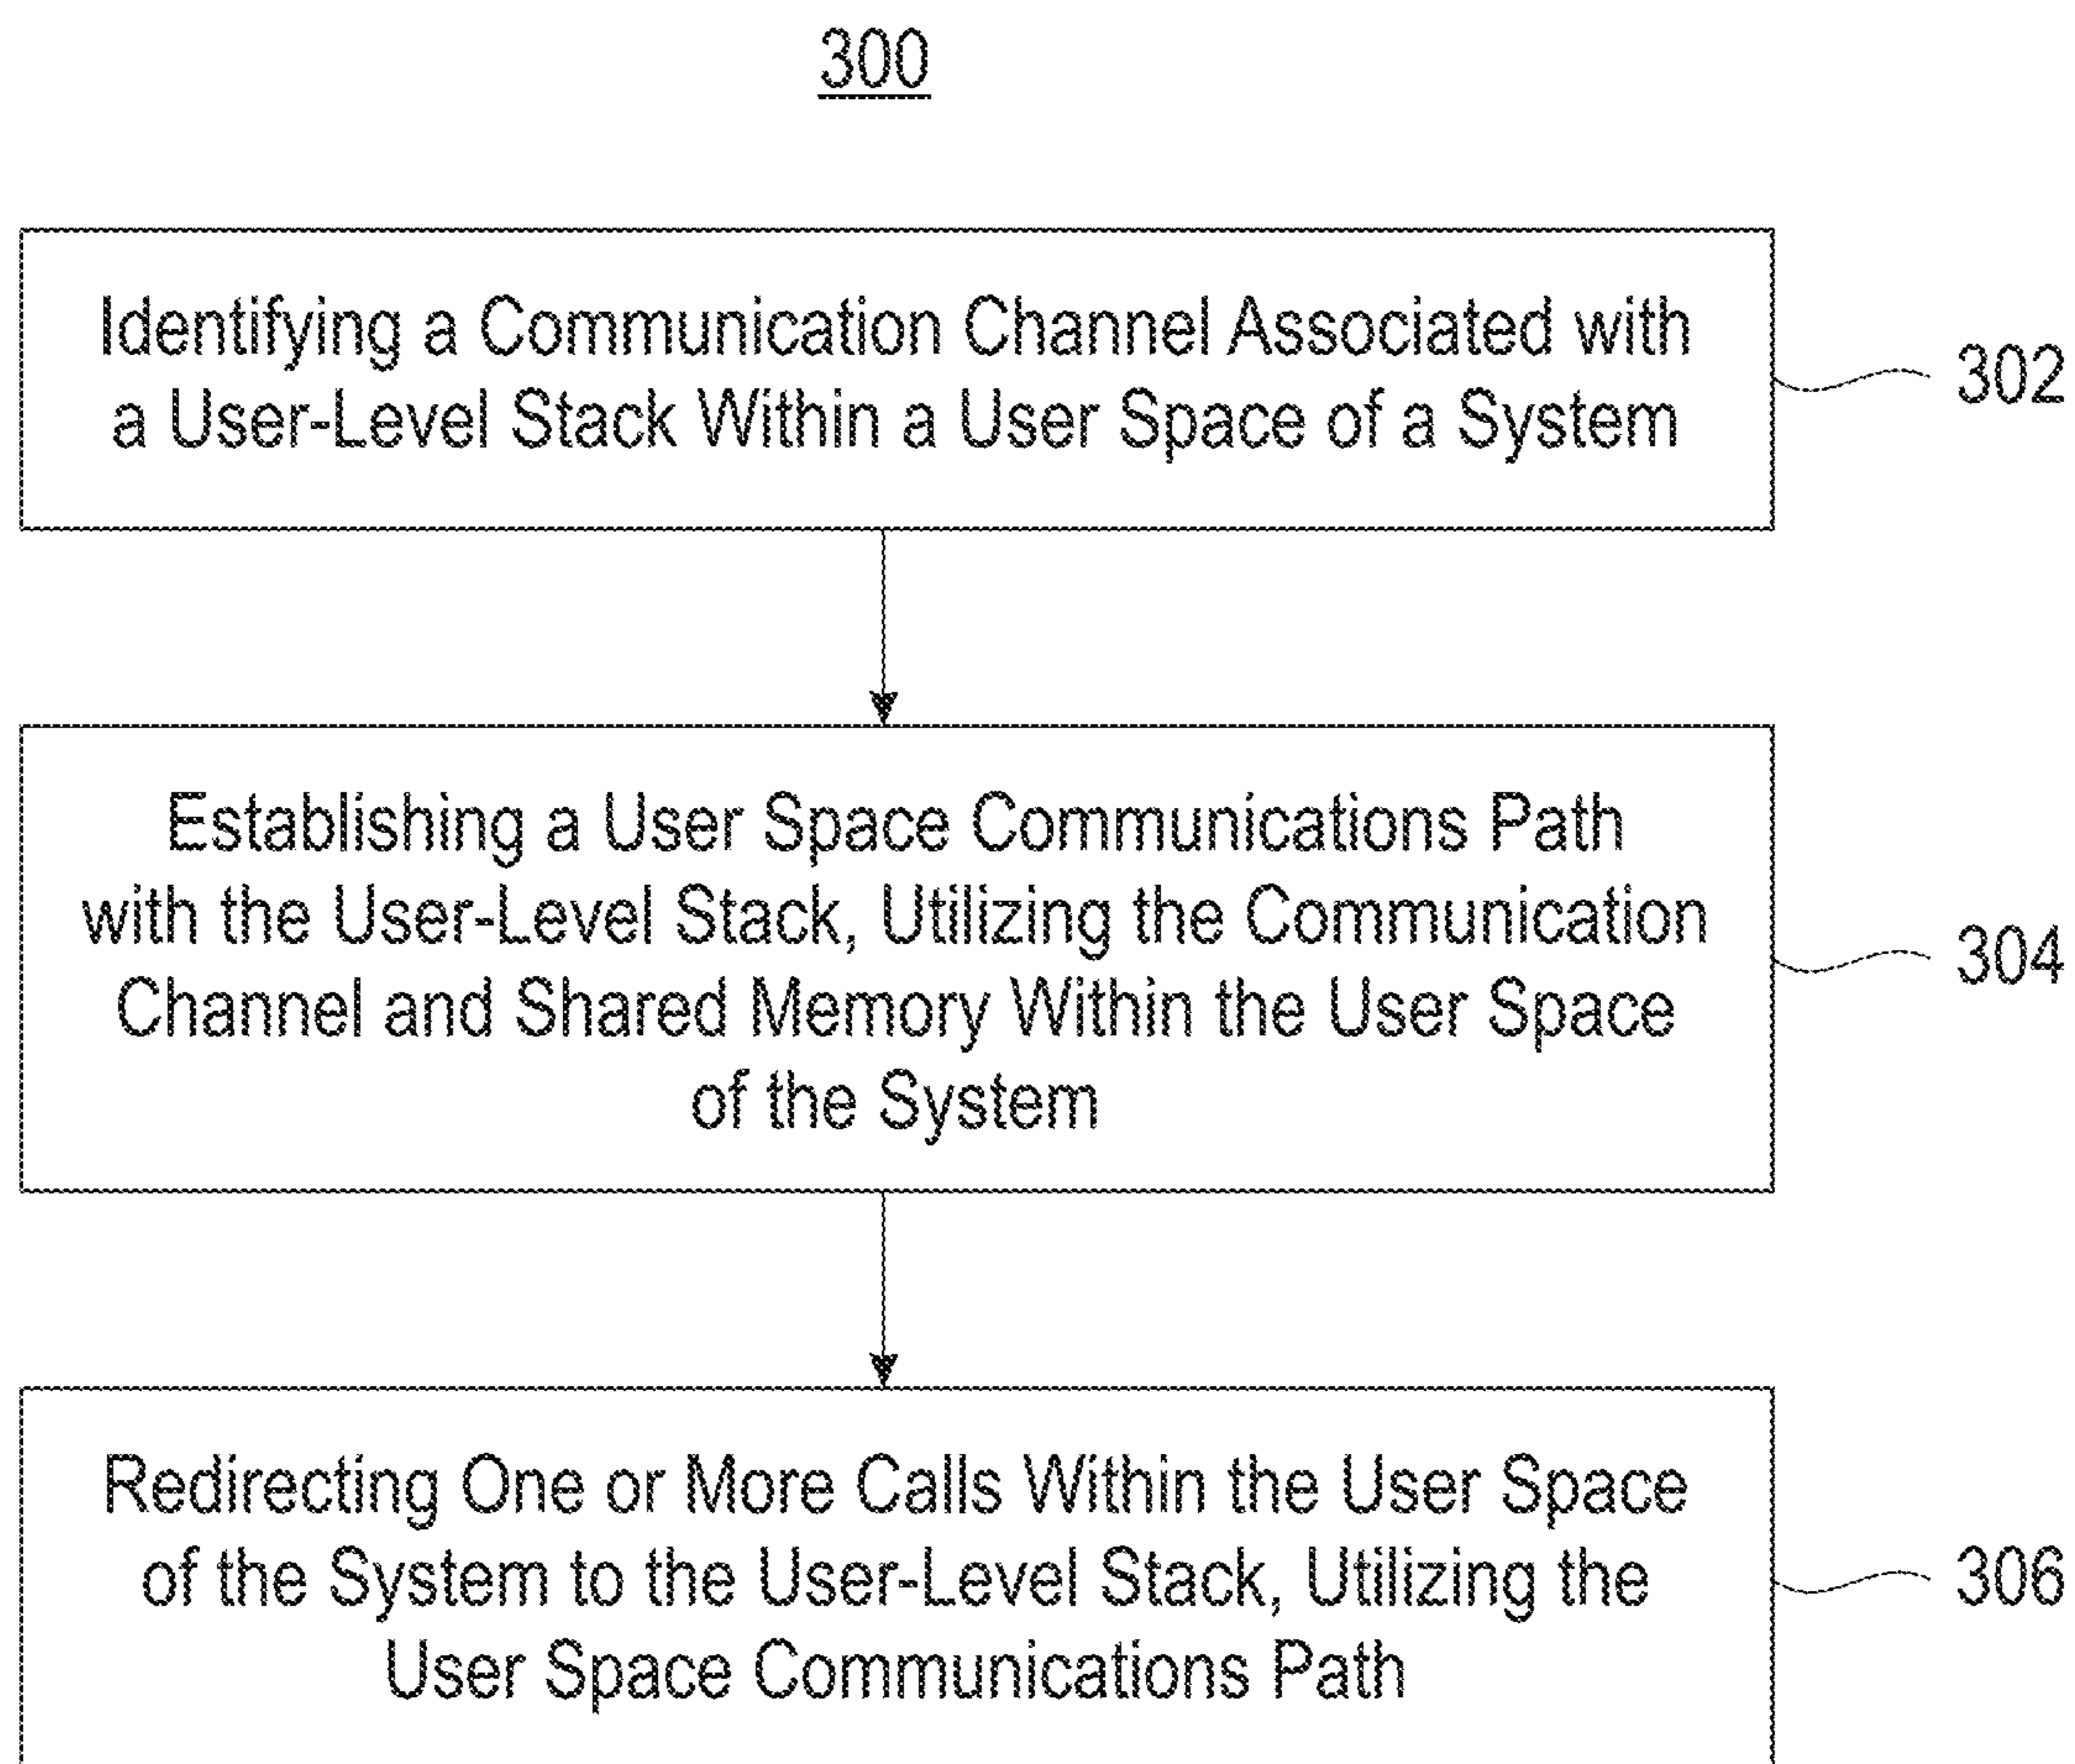 300
Identifying a Communication Channel Associated with
a User-Level Stack Within a User Space of a System
302
Establishing a User Space Communications Path
with the User-Level Stack, Utilizing the Communication
Channel and Shared Memory Within the User Space
of the System
304
Redirecting One or More Calls Within the User Space
of the System to the User-Level Stack, Utilizing the
User Space Communications Path
306